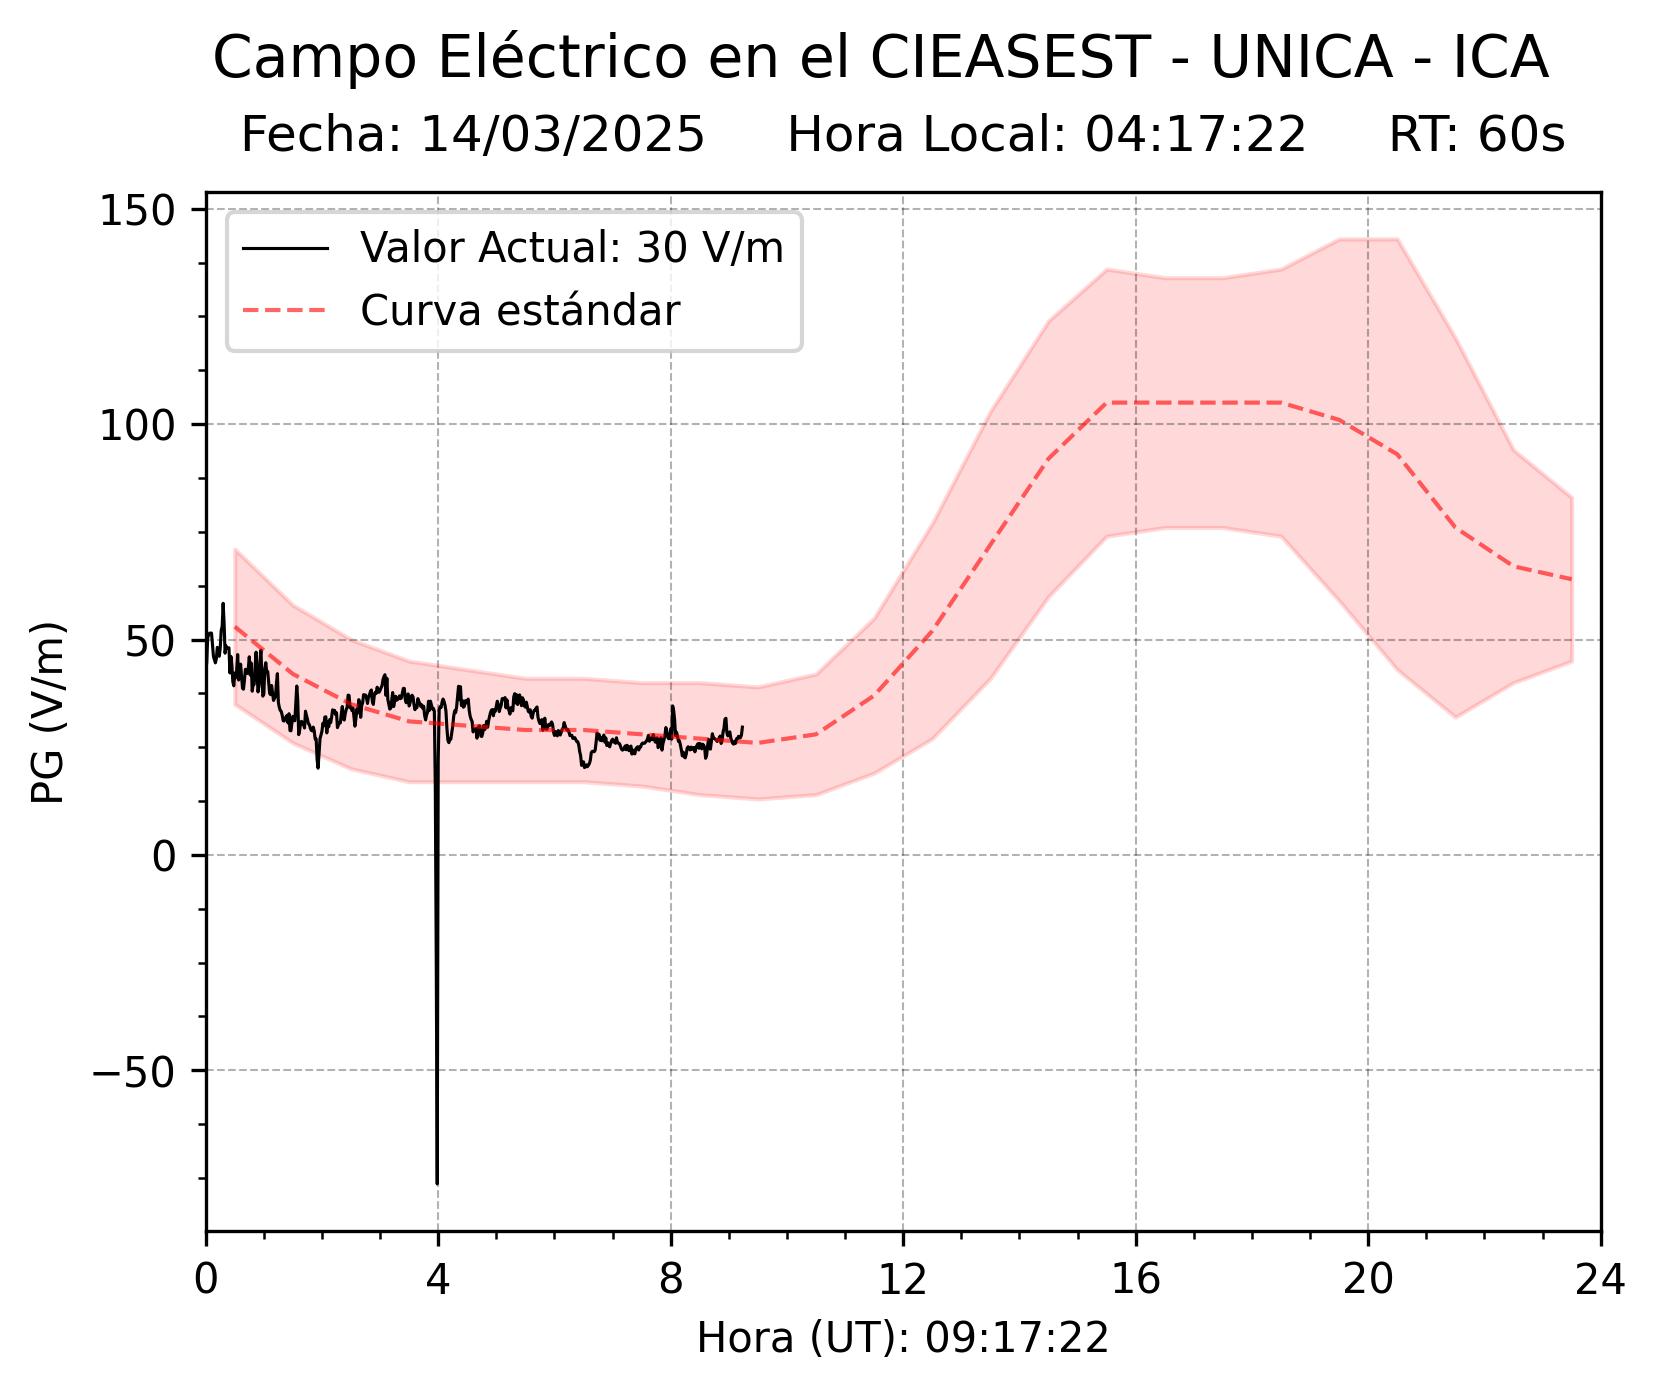 Campo Eléctrico en el CIEASEST - UNICA - ICA
Fecha: 14/03/2025 Hora Local: 04:17:22 RT: 60s
Valor Actual: 30 V/m
Curva estándar
PG (V/m)
150
100
50
0
−50
0 4 8 12 16 20 24
Hora (UT): 09:17:22